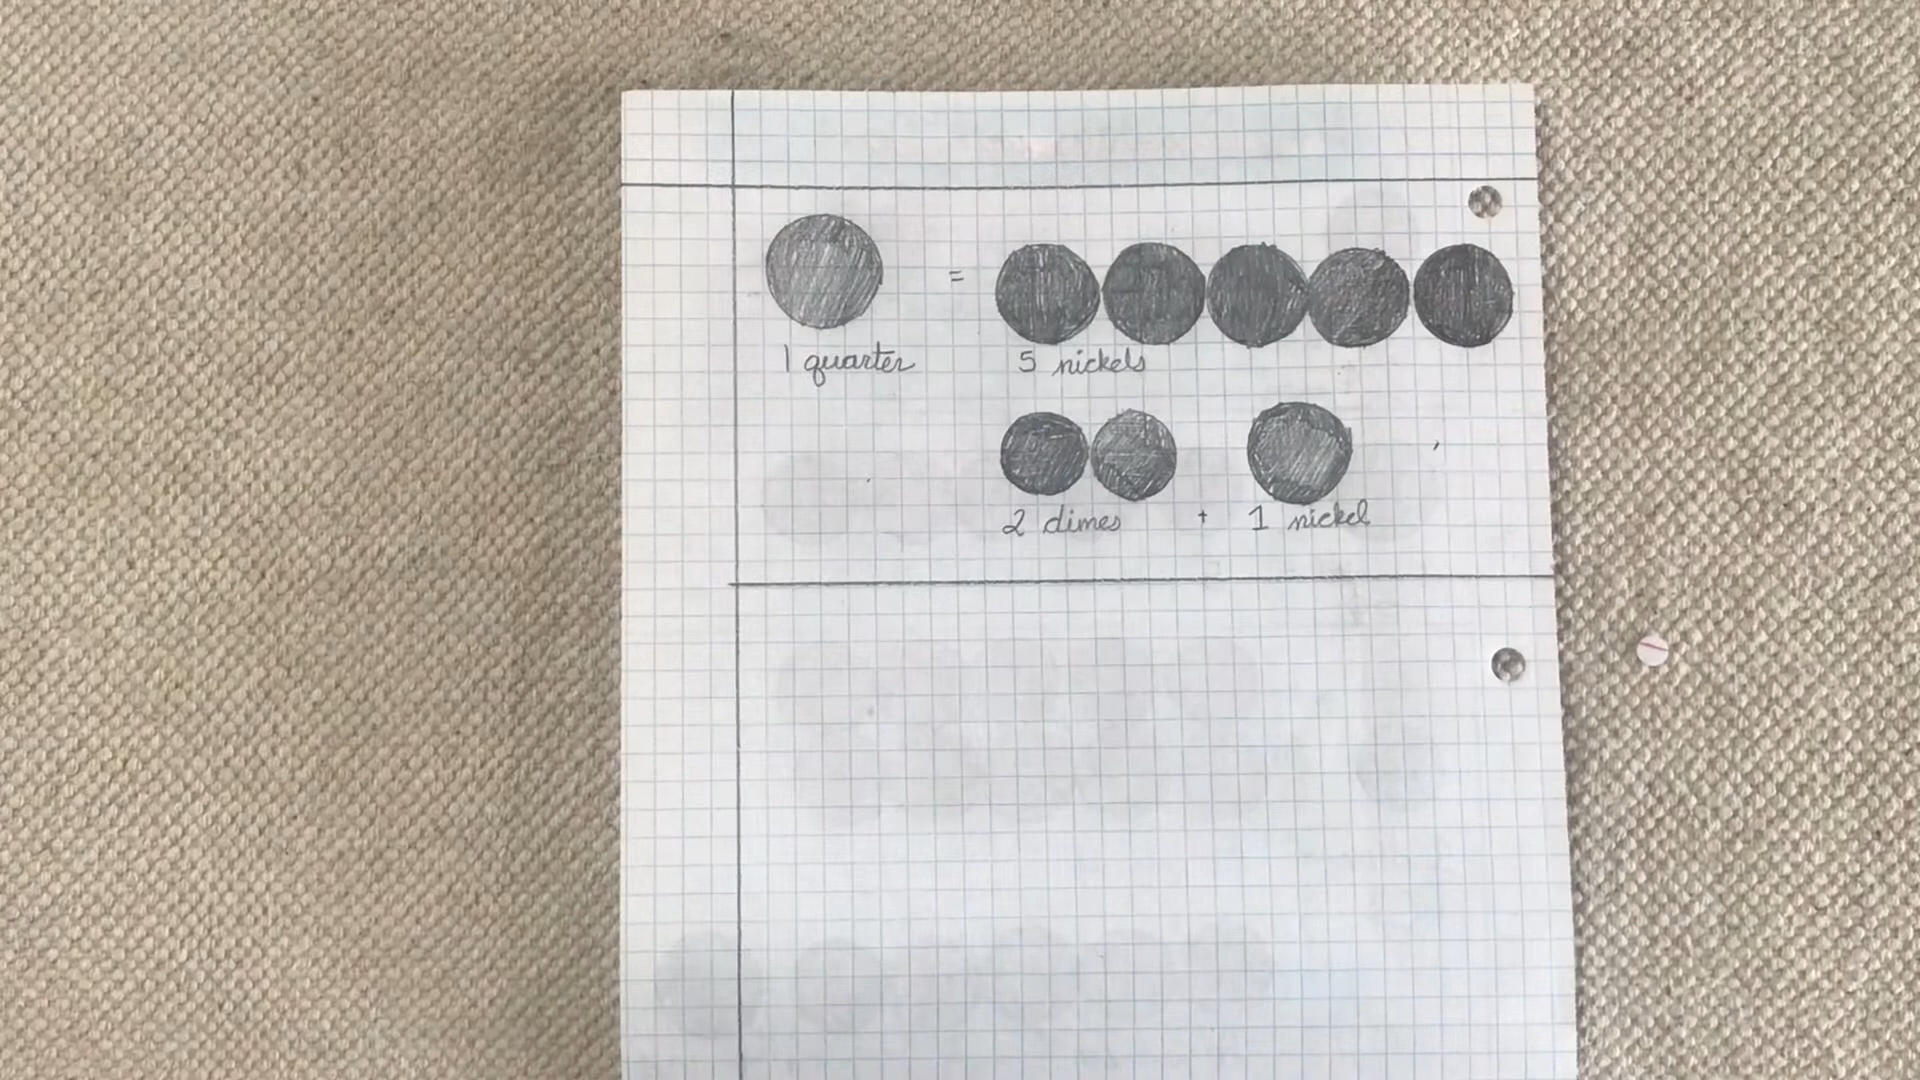 =
1 quarter 5 nickels
2 dimes + 1 nickel